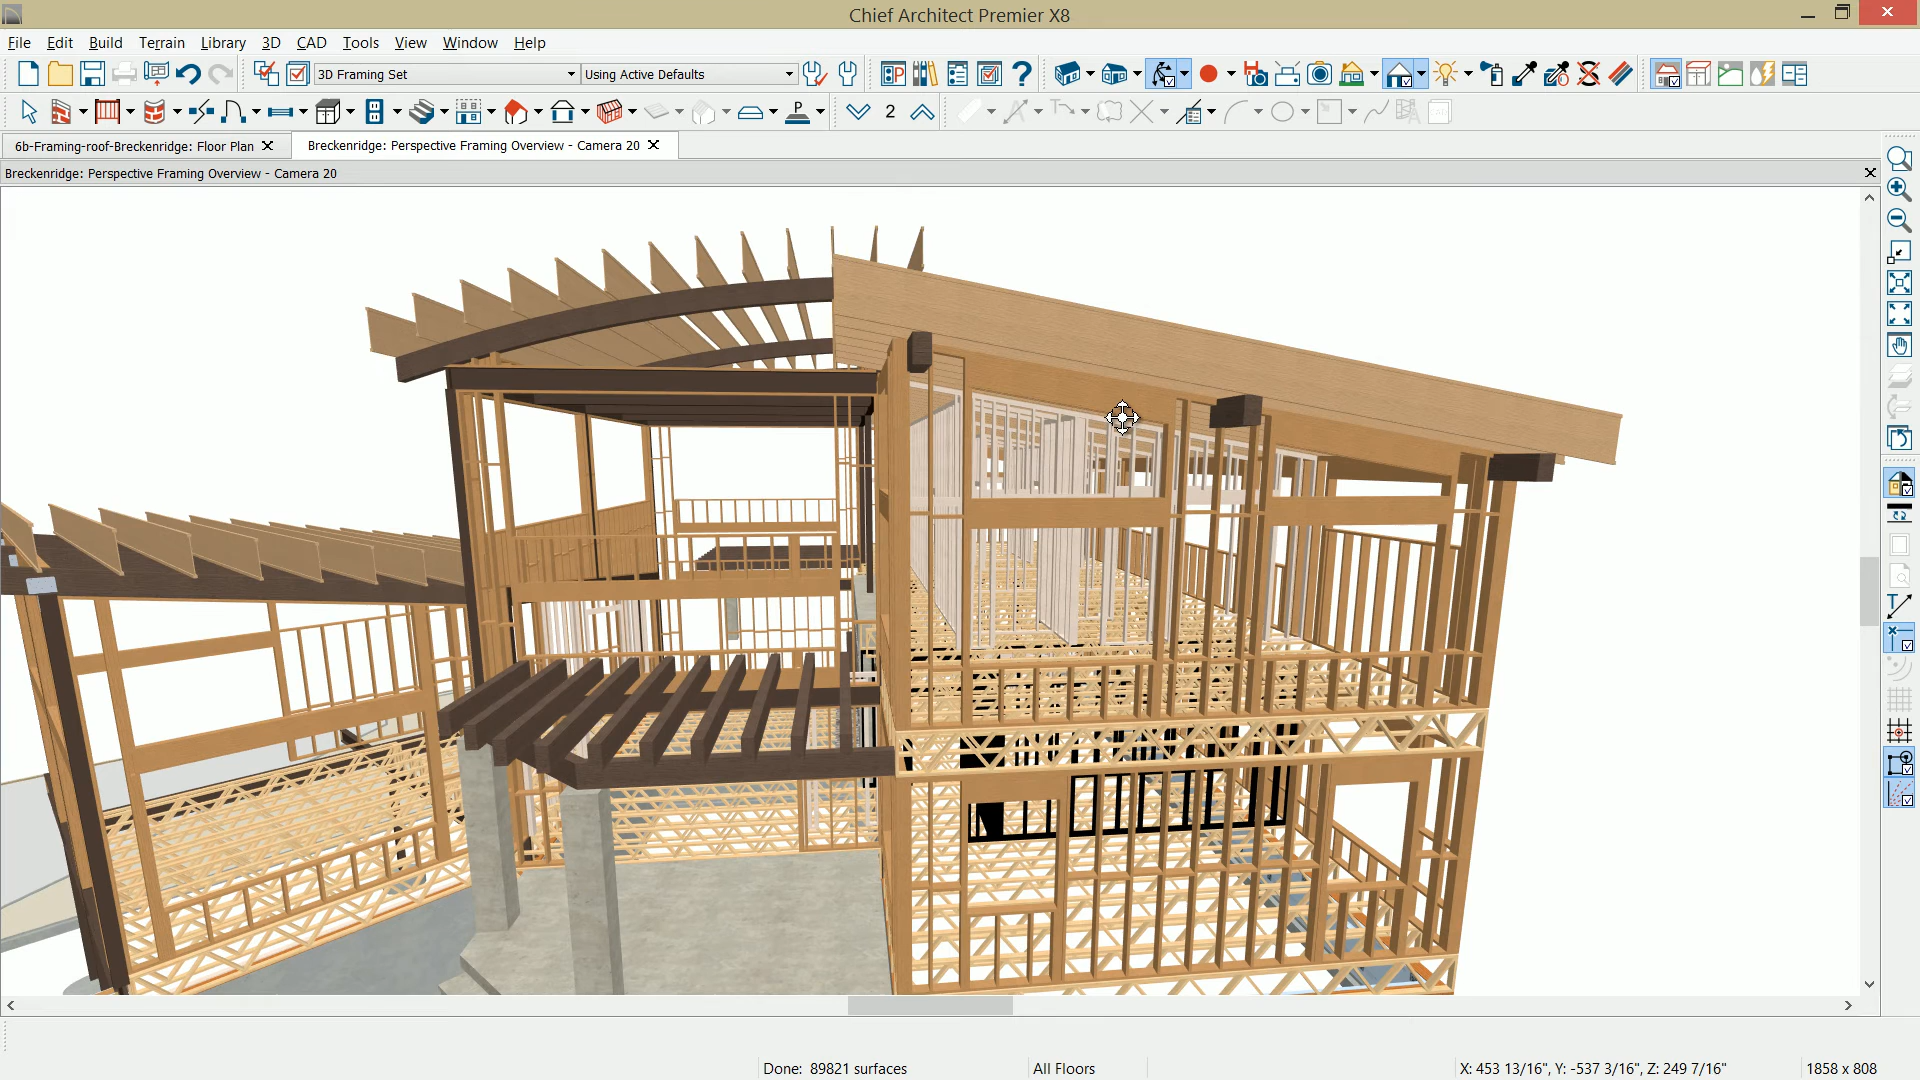 Chief Architect Premier X8
File Edit Build Terrain Library 3D CAD Tools View Window Help
3D Framing Set Using Active Defaults
P 2
6b-Framing-roof-Breckenridge: Floor Plan Breckenridge: Perspective Framing Overview - Camera 20
Breckenridge: Perspective Framing Overview - Camera 20
Done: 89821 surfaces All Floors X: 453 13/16", Y: -537 3/16", Z: 249 7/16" 1858 x 808